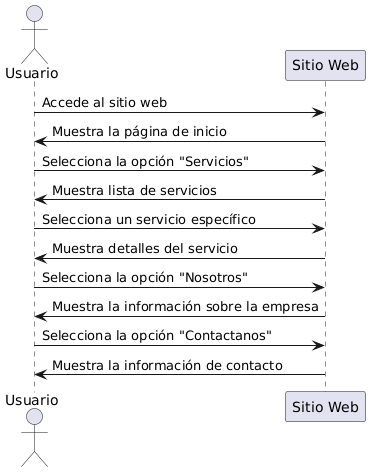 Usuario
Sitio Web
Accede al sitio web
Muestra la página de inicio
Selecciona la opción "Servicios"
Muestra lista de servicios
Selecciona un servicio específico
Muestra detalles del servicio
Selecciona la opción "Nosotros"
Muestra la información sobre la empresa
Selecciona la opción "Contactanos"
Muestra la información de contacto
Usuario
Sitio Web